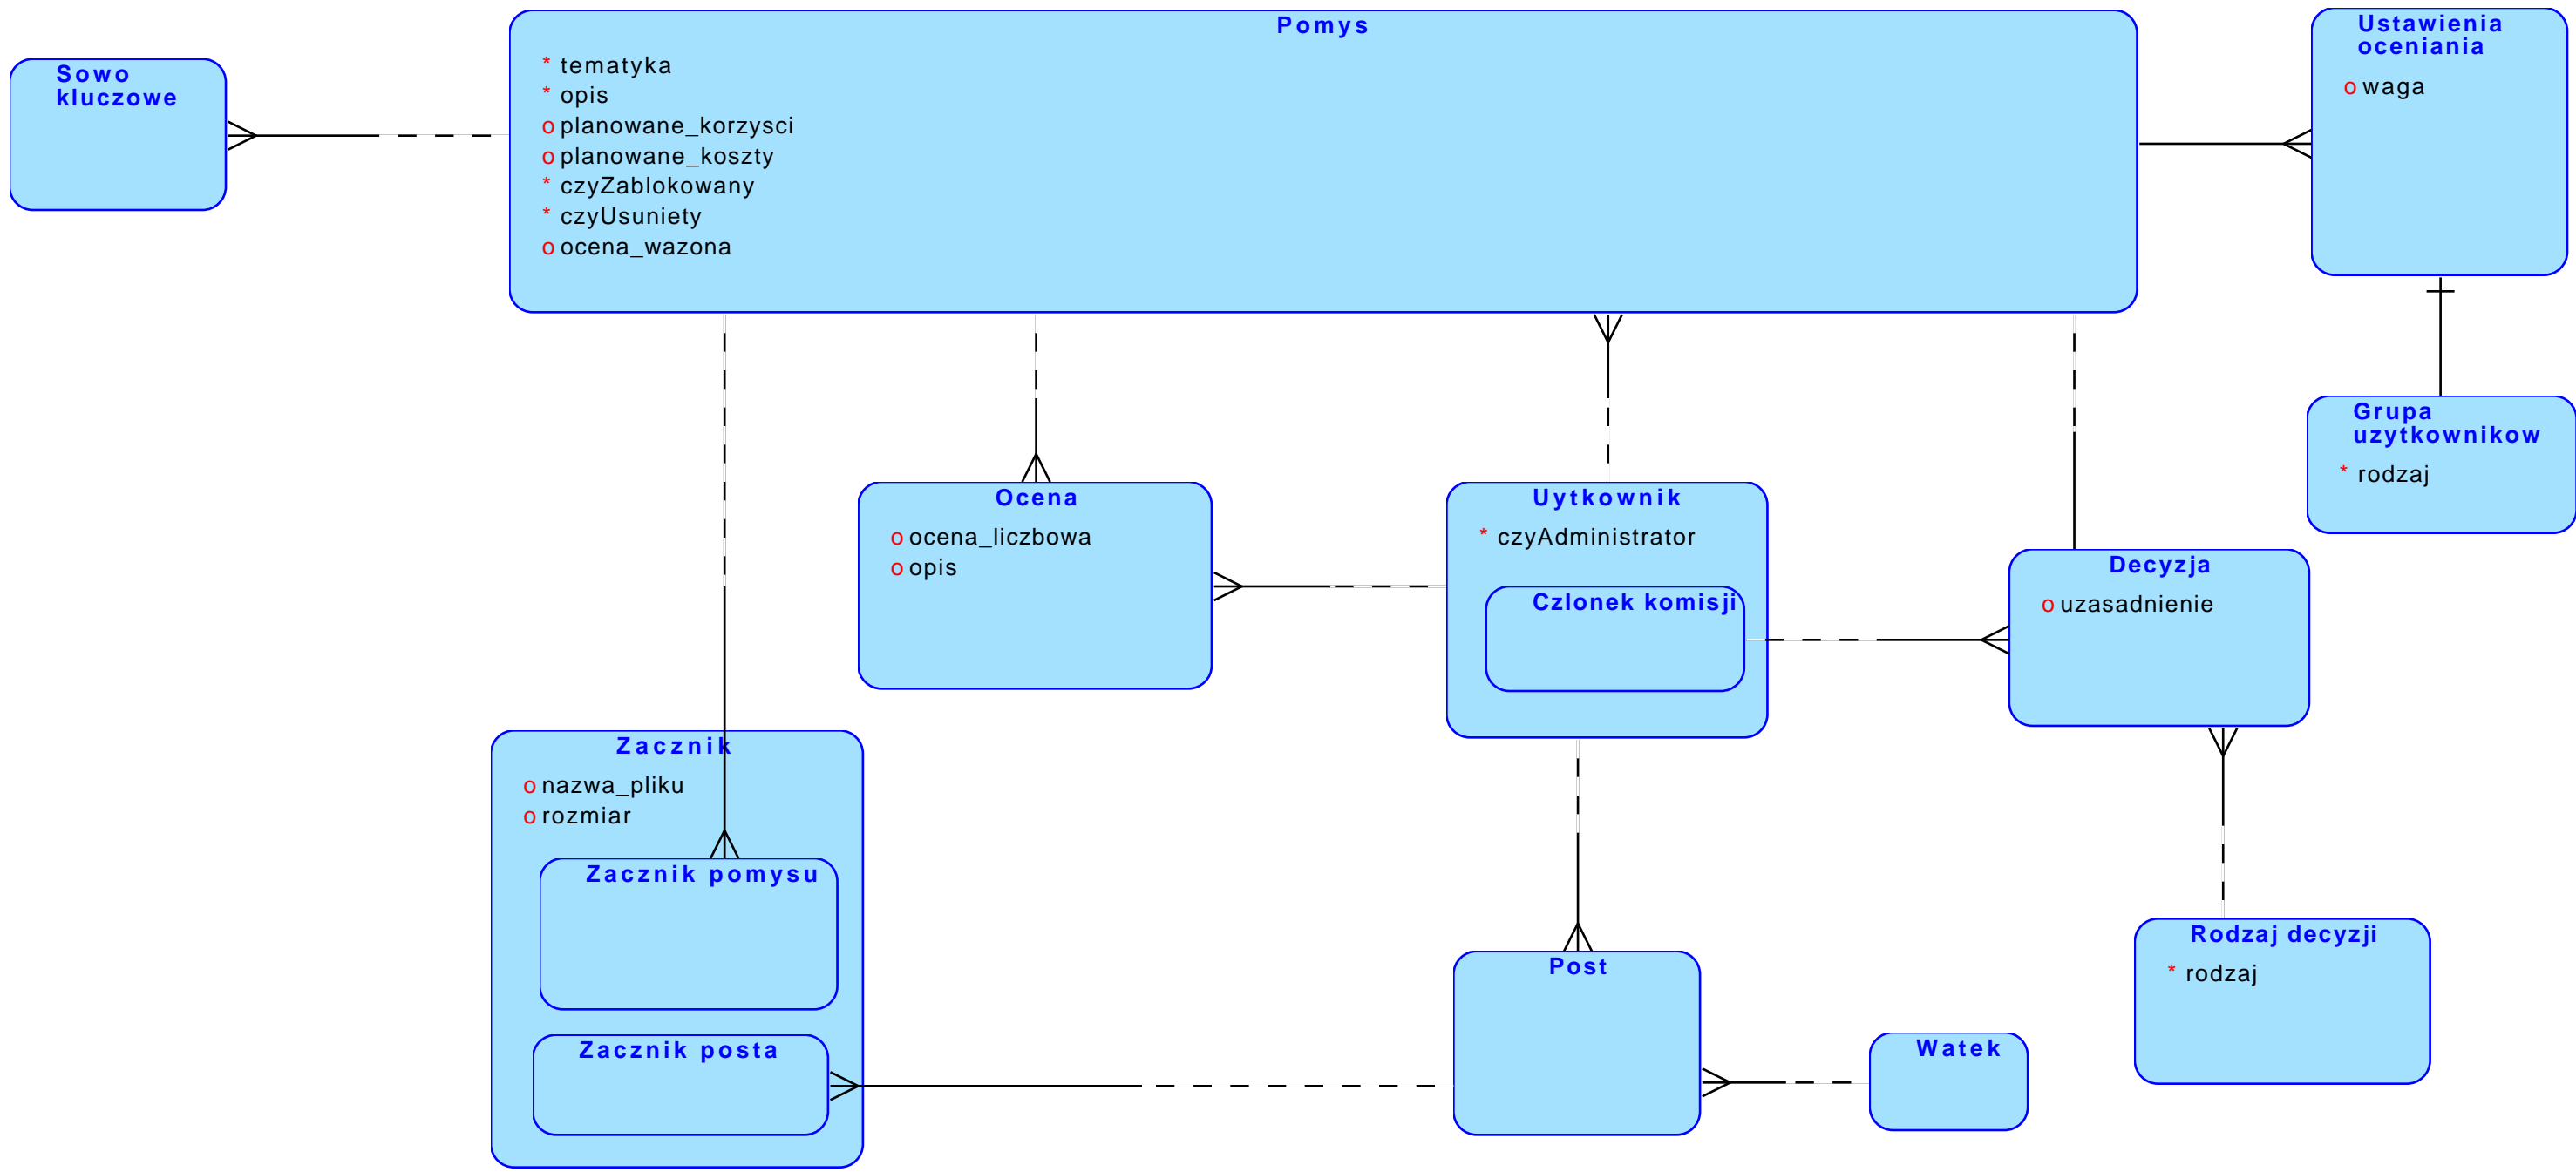 Pomys
* tematyka
* opis
o planowane_korzysci
o planowane_koszty
* czyZablokowany
* czyUsuniety
o ocena_wazona
Sowo
kluczowe
Ustawienia
oceniania
o waga
Grupa
uzytkownikow
* rodzaj
Ocena
o ocena_liczbowa
o opis
Uytkownik
* czyAdministrator
Czlonek komisji
Decyzja
o uzasadnienie
Zacznik
o nazwa_pliku
o rozmiar
Zacznik pomysu
Zacznik posta
Post
Watek
Rodzaj decyzji
* rodzaj